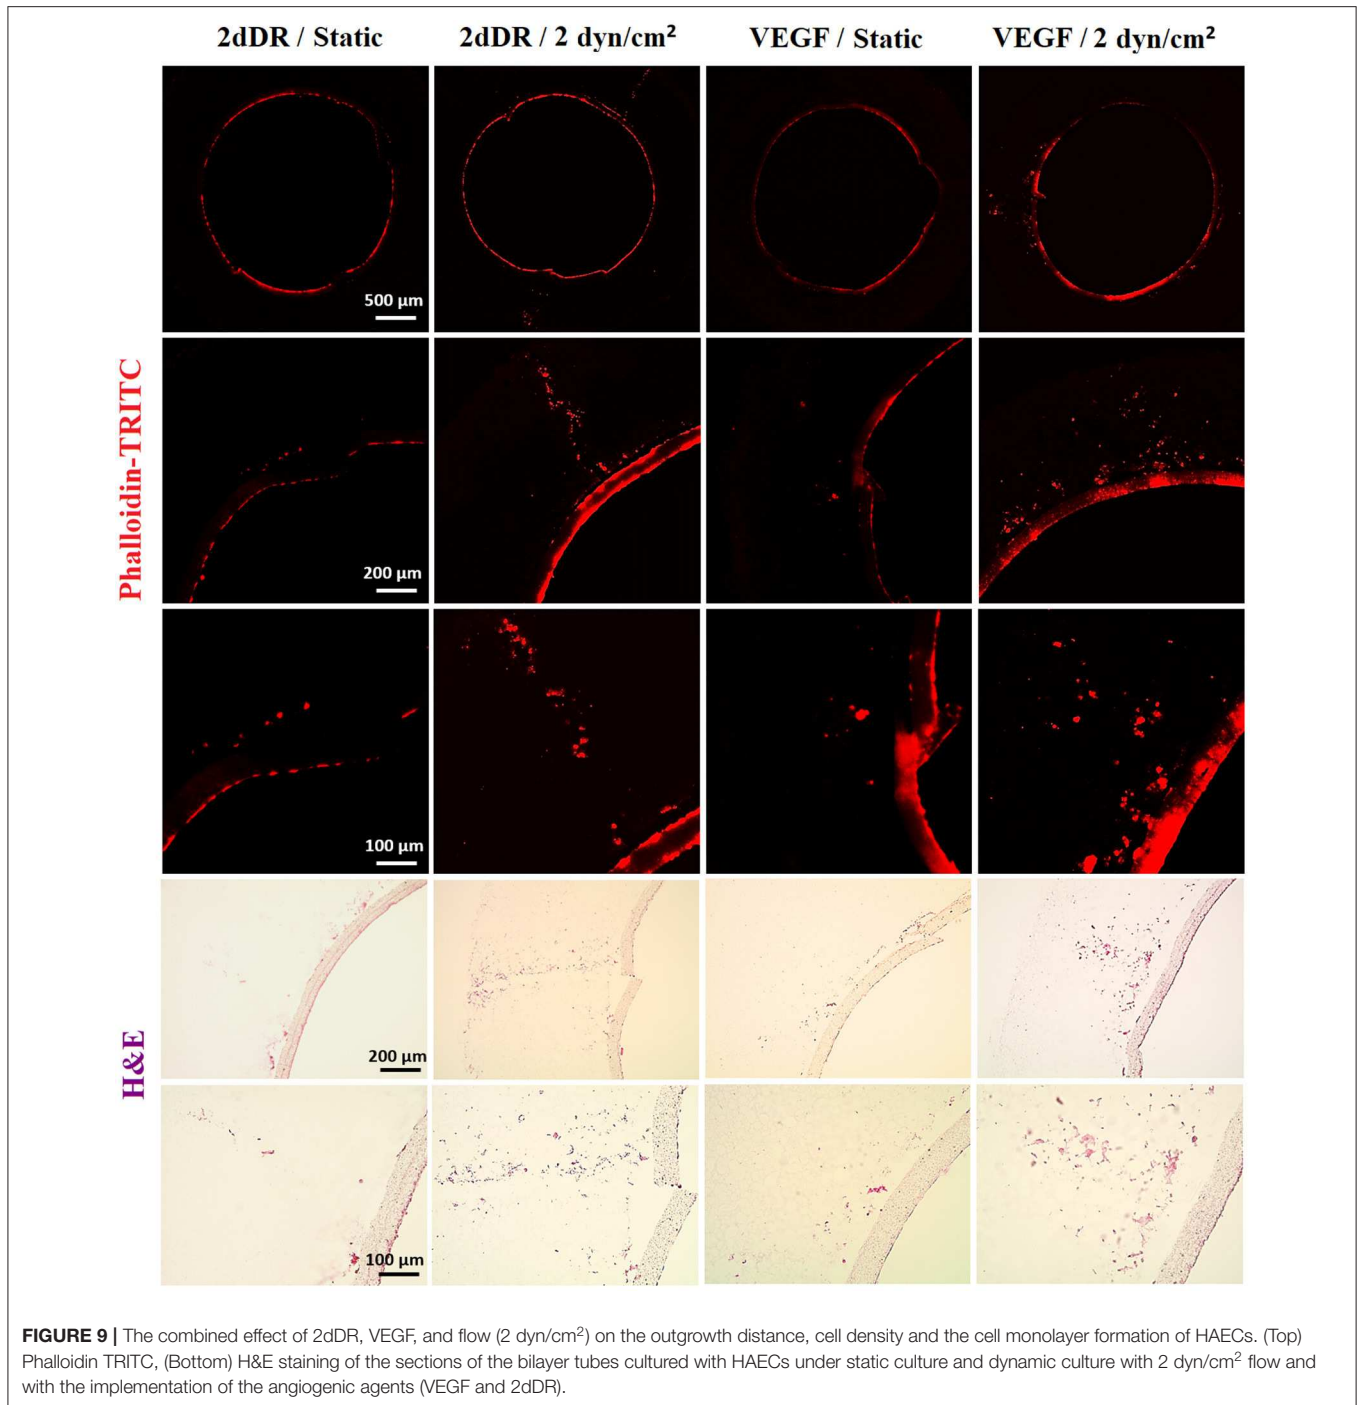 2dDR / Static
2dDR / 2 dyn/cm²
VEGF / Static
VEGF / 2 dyn/cm²
Phalloidin-TRITC
500 µm
200 µm
100 µm
H&E
200 µm
100 µm
FIGURE 9 | The combined effect of 2dDR, VEGF, and flow (2 dyn/cm²) on the outgrowth distance, cell density and the cell monolayer formation of HAECs. (Top)
Phalloidin TRITC, (Bottom) H&E staining of the sections of the bilayer tubes cultured with HAECs under static culture and dynamic culture with 2 dyn/cm² flow and
with the implementation of the angiogenic agents (VEGF and 2dDR).